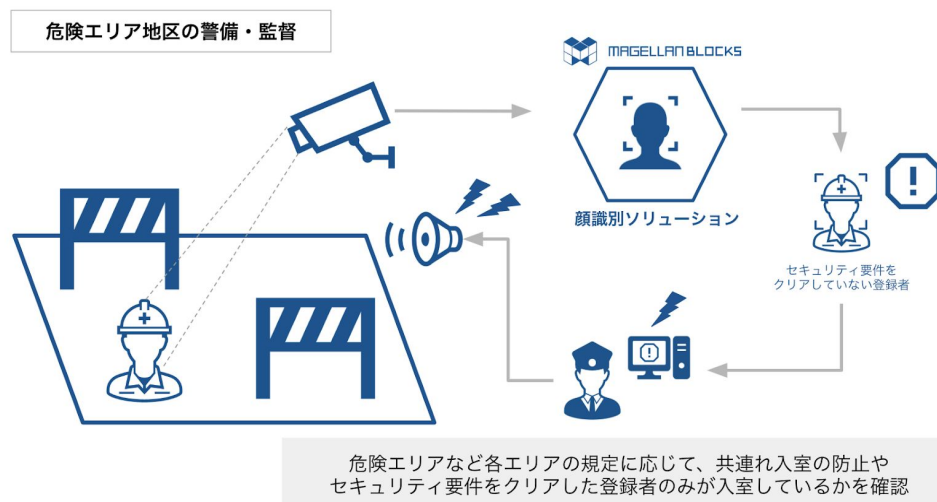 危険エリア地区の警備・監督
MAGELLAN BLOCKS
顔識別ソリューション
セキュリティ要件を
クリアしていない登録者
危険エリアなど各エリアの規定に応じて、共連れ入室の防止や
セキュリティ要件をクリアした登録者のみが入室しているかを確認